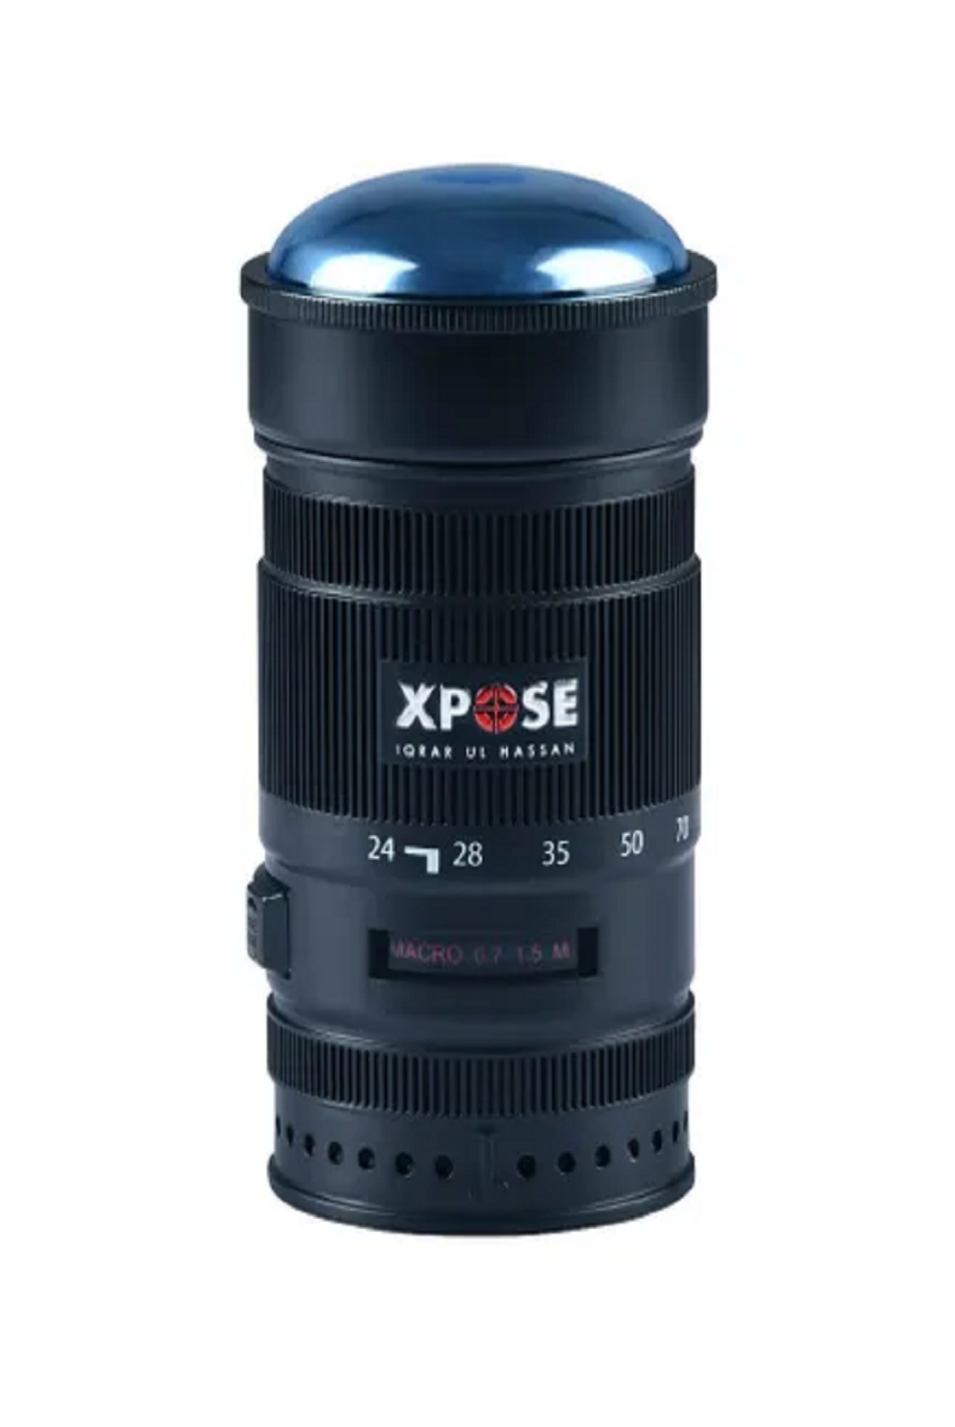 XPOSE
IQRAR UL HASSAN
24 28 35 50 70
MACRO 0.7 1.5 M